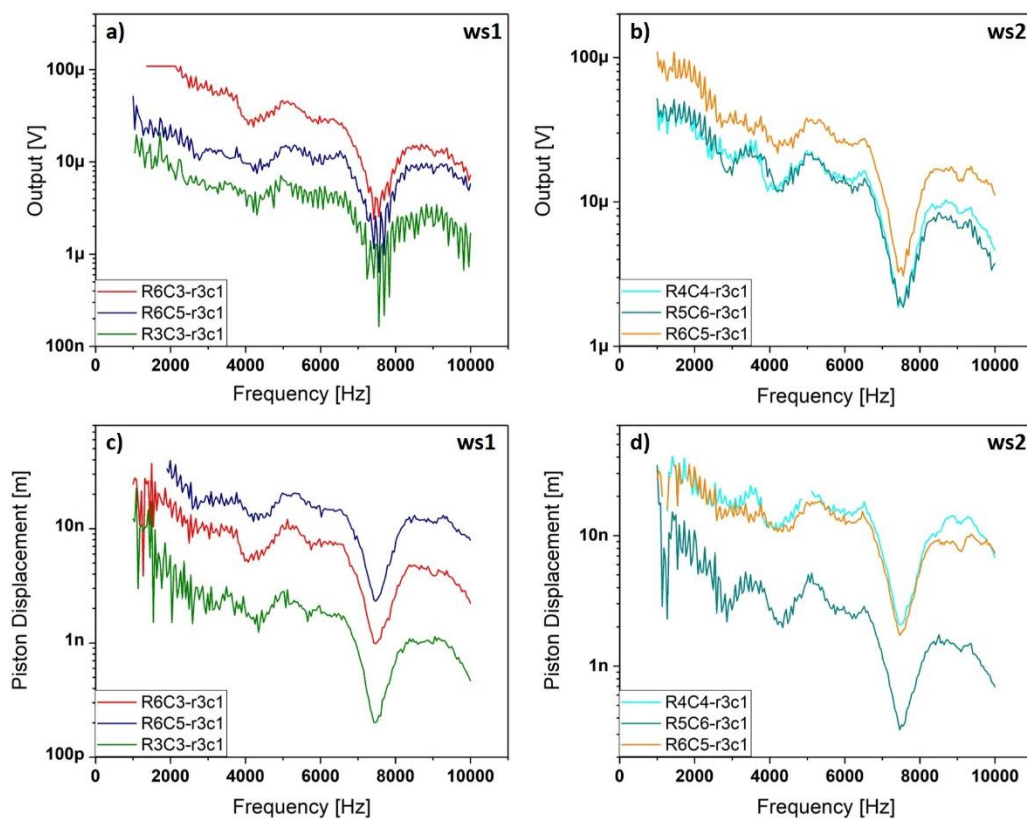 a)
ws1
Output [V]
100µ
10µ
1µ
100n
R6C3-r3c1
R6C5-r3c1
R3C3-r3c1
0 2000 4000 6000 8000 10000
Frequency [Hz]
b)
ws2
Output [V]
100µ
10µ
1µ
R4C4-r3c1
R5C6-r3c1
R6C5-r3c1
0 2000 4000 6000 8000 10000
Frequency [Hz]
c)
ws1
Piston Displacement [m]
10n
1n
100p
R6C3-r3c1
R6C5-r3c1
R3C3-r3c1
0 2000 4000 6000 8000 10000
Frequency [Hz]
d)
ws2
Piston Displacement [m]
10n
1n
R4C4-r3c1
R5C6-r3c1
R6C5-r3c1
0 2000 4000 6000 8000 10000
Frequency [Hz]